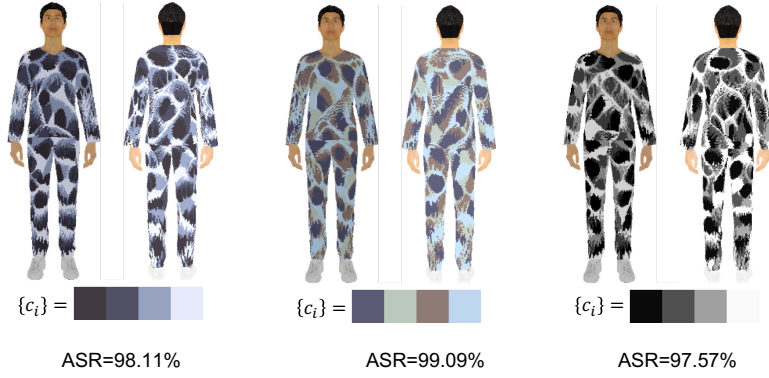 {c_i} = {c_i} = {c_i} =
ASR=98.11% ASR=99.09% ASR=97.57%